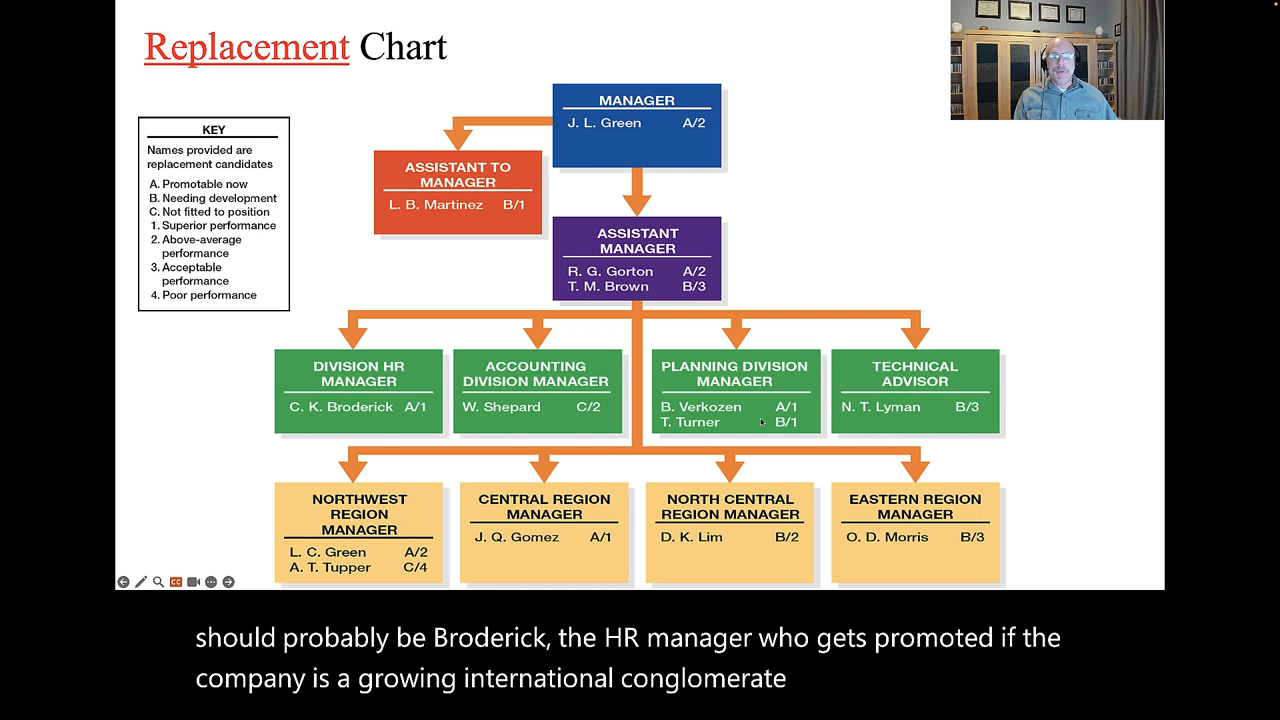 Replacement Chart
KEY
Names provided are
replacement candidates
A. Promotable now
B. Needing development
C. Not fitted to position
1. Superior performance
2. Above-average
performance
3. Acceptable
performance
4. Poor performance
MANAGER
J. L. Green A/2
ASSISTANT TO
MANAGER
L. B. Martinez B/1
ASSISTANT
MANAGER
R. G. Gorton A/2
T. M. Brown B/3
DIVISION HR
MANAGER
C. K. Broderick A/1
ACCOUNTING
DIVISION MANAGER
W. Shepard C/2
PLANNING DIVISION
MANAGER
B. Verkozen A/1
T. Turner B/1
TECHNICAL
ADVISOR
N. T. Lyman B/3
NORTHWEST
REGION
MANAGER
L. C. Green A/2
A. T. Tupper C/4
CENTRAL REGION
MANAGER
J. Q. Gomez A/1
NORTH CENTRAL
REGION MANAGER
D. K. Lim B/2
EASTERN REGION
MANAGER
O. D. Morris B/3
CC
should probably be Broderick, the HR manager who gets promoted if the
company is a growing international conglomerate